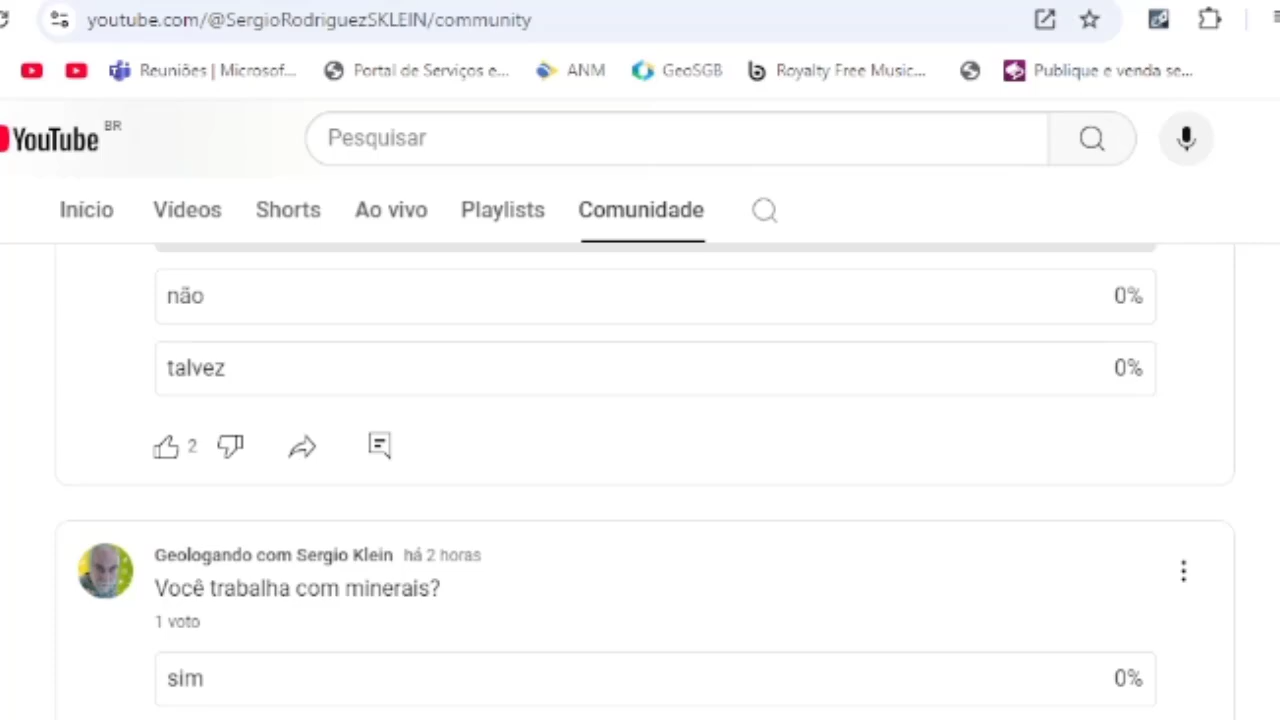 youtube.com/@SergioRodriguezSKLEIN/community
Reuniões | Microsof... Portal de Serviços e... ANM GeoSGB Royalty Free Music... Publique e venda se...
YouTube BR Pesquisar
Início Vídeos Shorts Ao vivo Playlists Comunidade
não 0%
talvez 0%
2
Geologando com Sergio Klein há 2 horas
Você trabalha com minerais?
1 voto
sim 0%